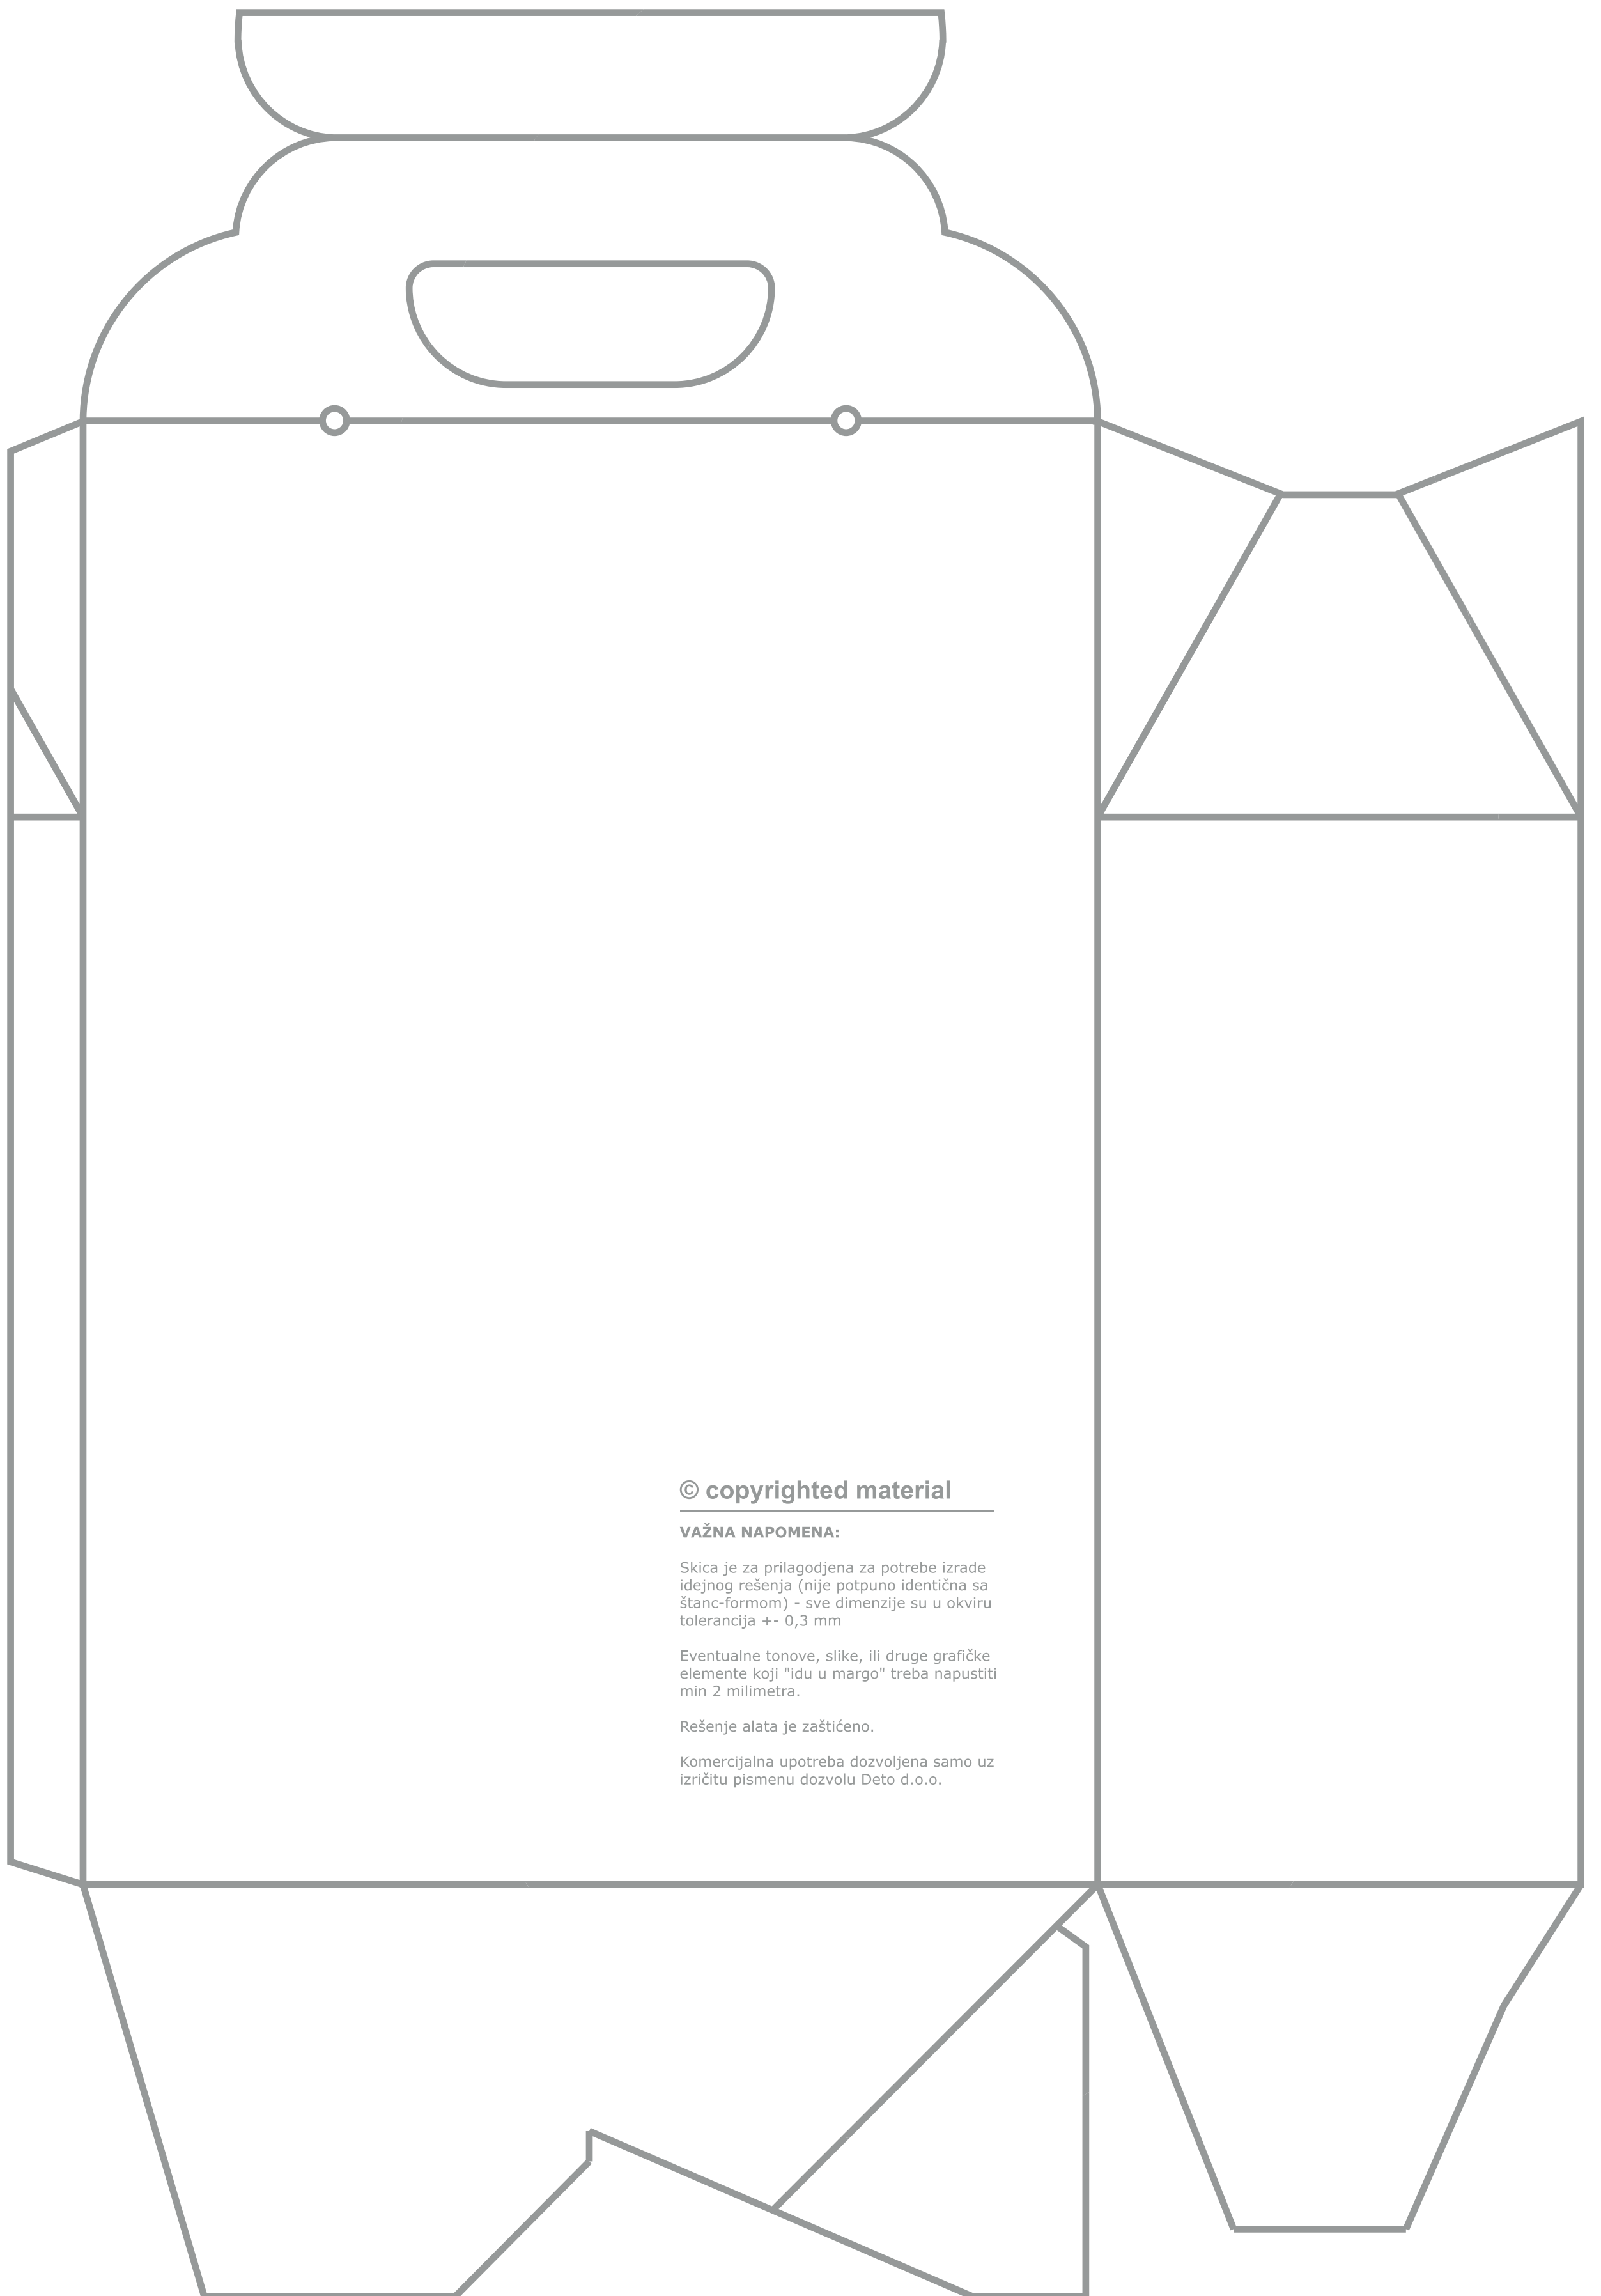 © copyrighted material
VAŽNA NAPOMENA:
Skica je za prilagodjena za potrebe izrade
idejnog rešenja (nije potpuno identična sa
štanc-formom) - sve dimenzije su u okviru
tolerancija +- 0,3 mm
Eventualne tonove, slike, ili druge grafičke
elemente koji "idu u margo" treba napustiti
min 2 milimetra.
Rešenje alata je zaštićeno.
Komercijalna upotreba dozvoljena samo uz
izričitu pismenu dozvolu Deto d.o.o.